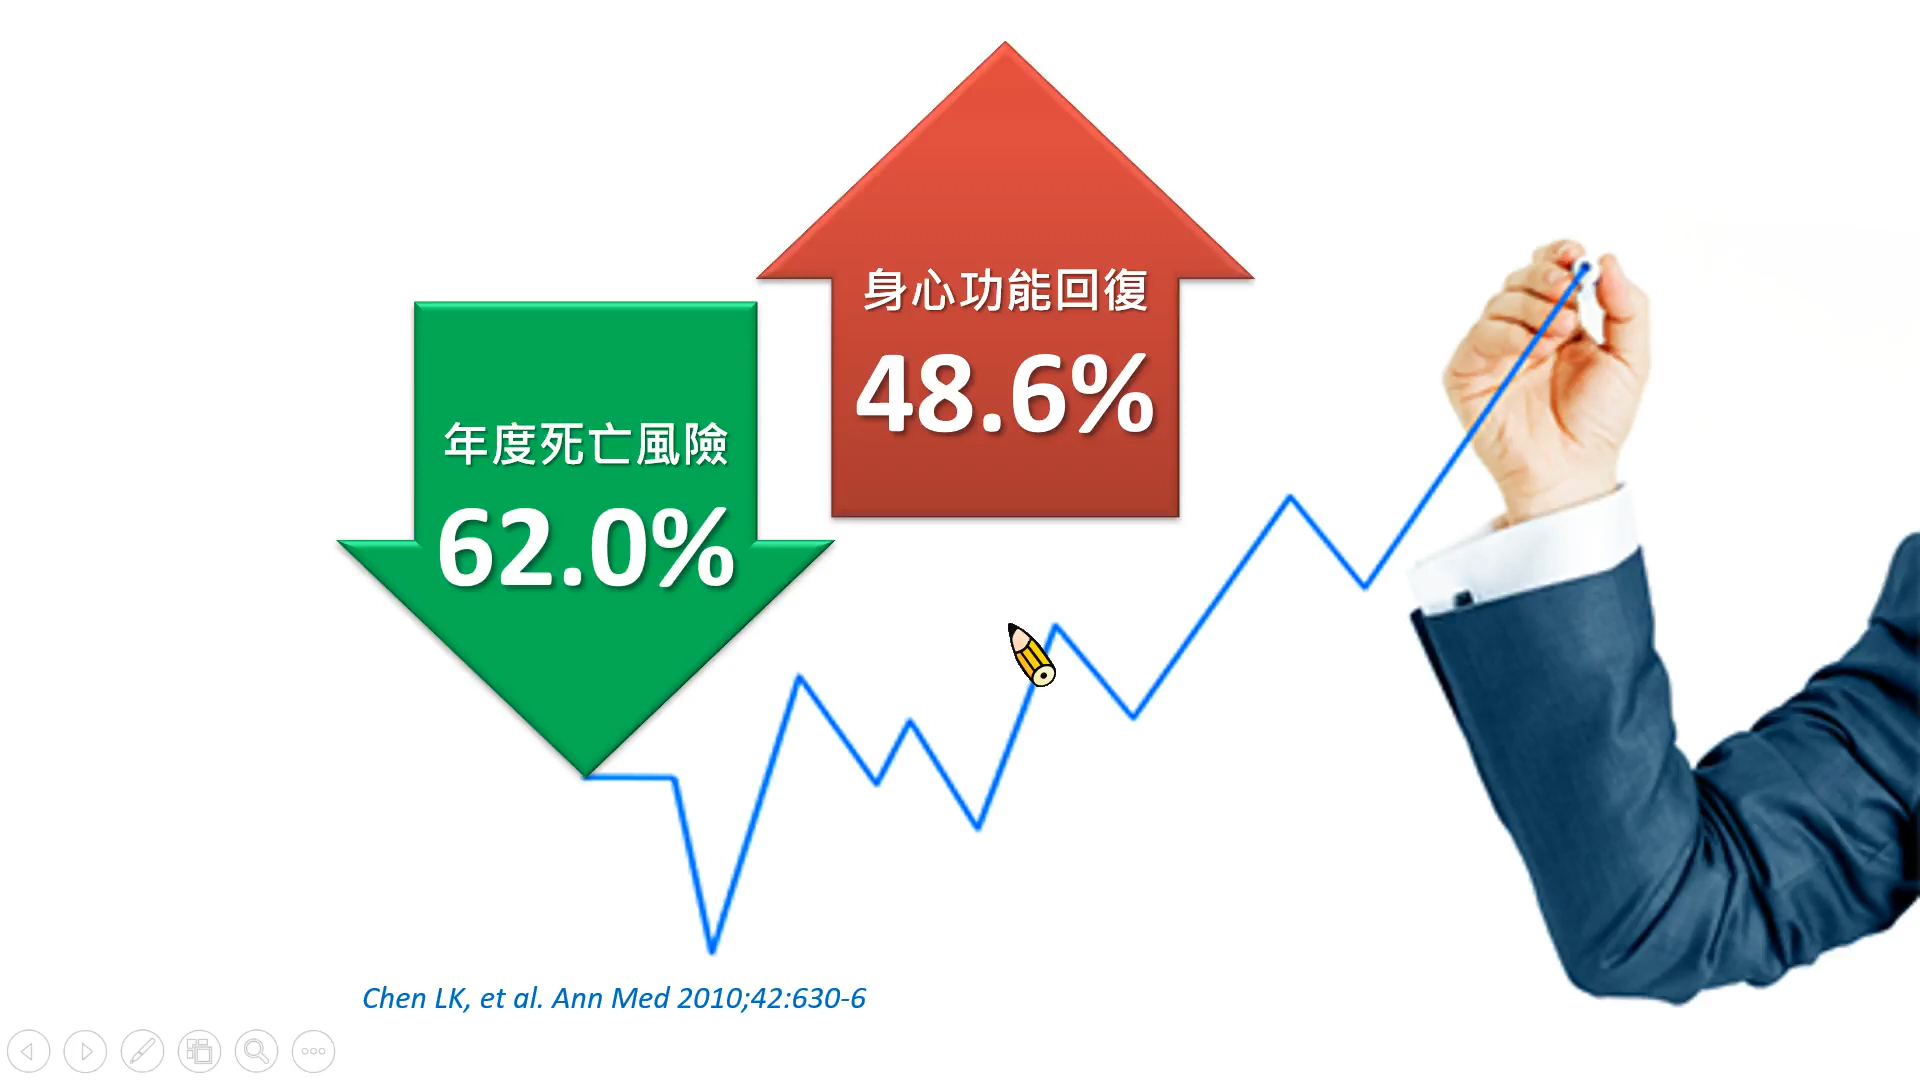 身心功能回復
48.6%
年度死亡風險
62.0%
Chen LK, et al. Ann Med 2010;42:630-6